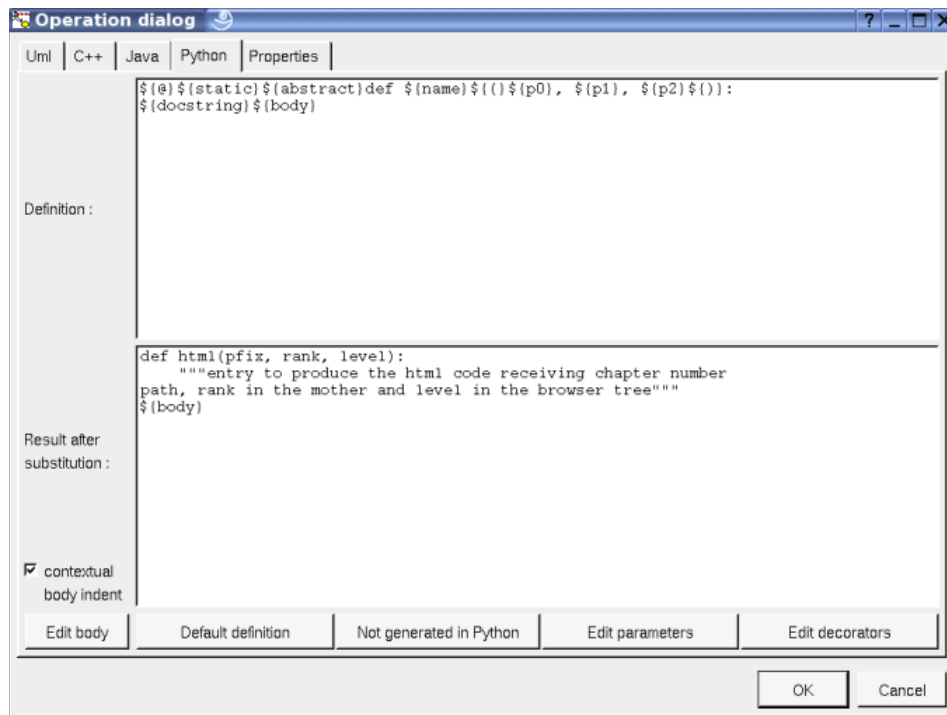 Operation dialog
Uml C++ Java Python Properties
Definition :
${@}${static}${abstract}def ${name}${(}${p0}, ${p1}, ${p2}${)}:
${docstring}${body}
def html(pfix, rank, level):
    """entry to produce the html code receiving chapter number
path, rank in the mother and level in the browser tree"""
${body}
Result after
substitution :
contextual
body indent
Edit body Default definition Not generated in Python Edit parameters Edit decorators
OK Cancel